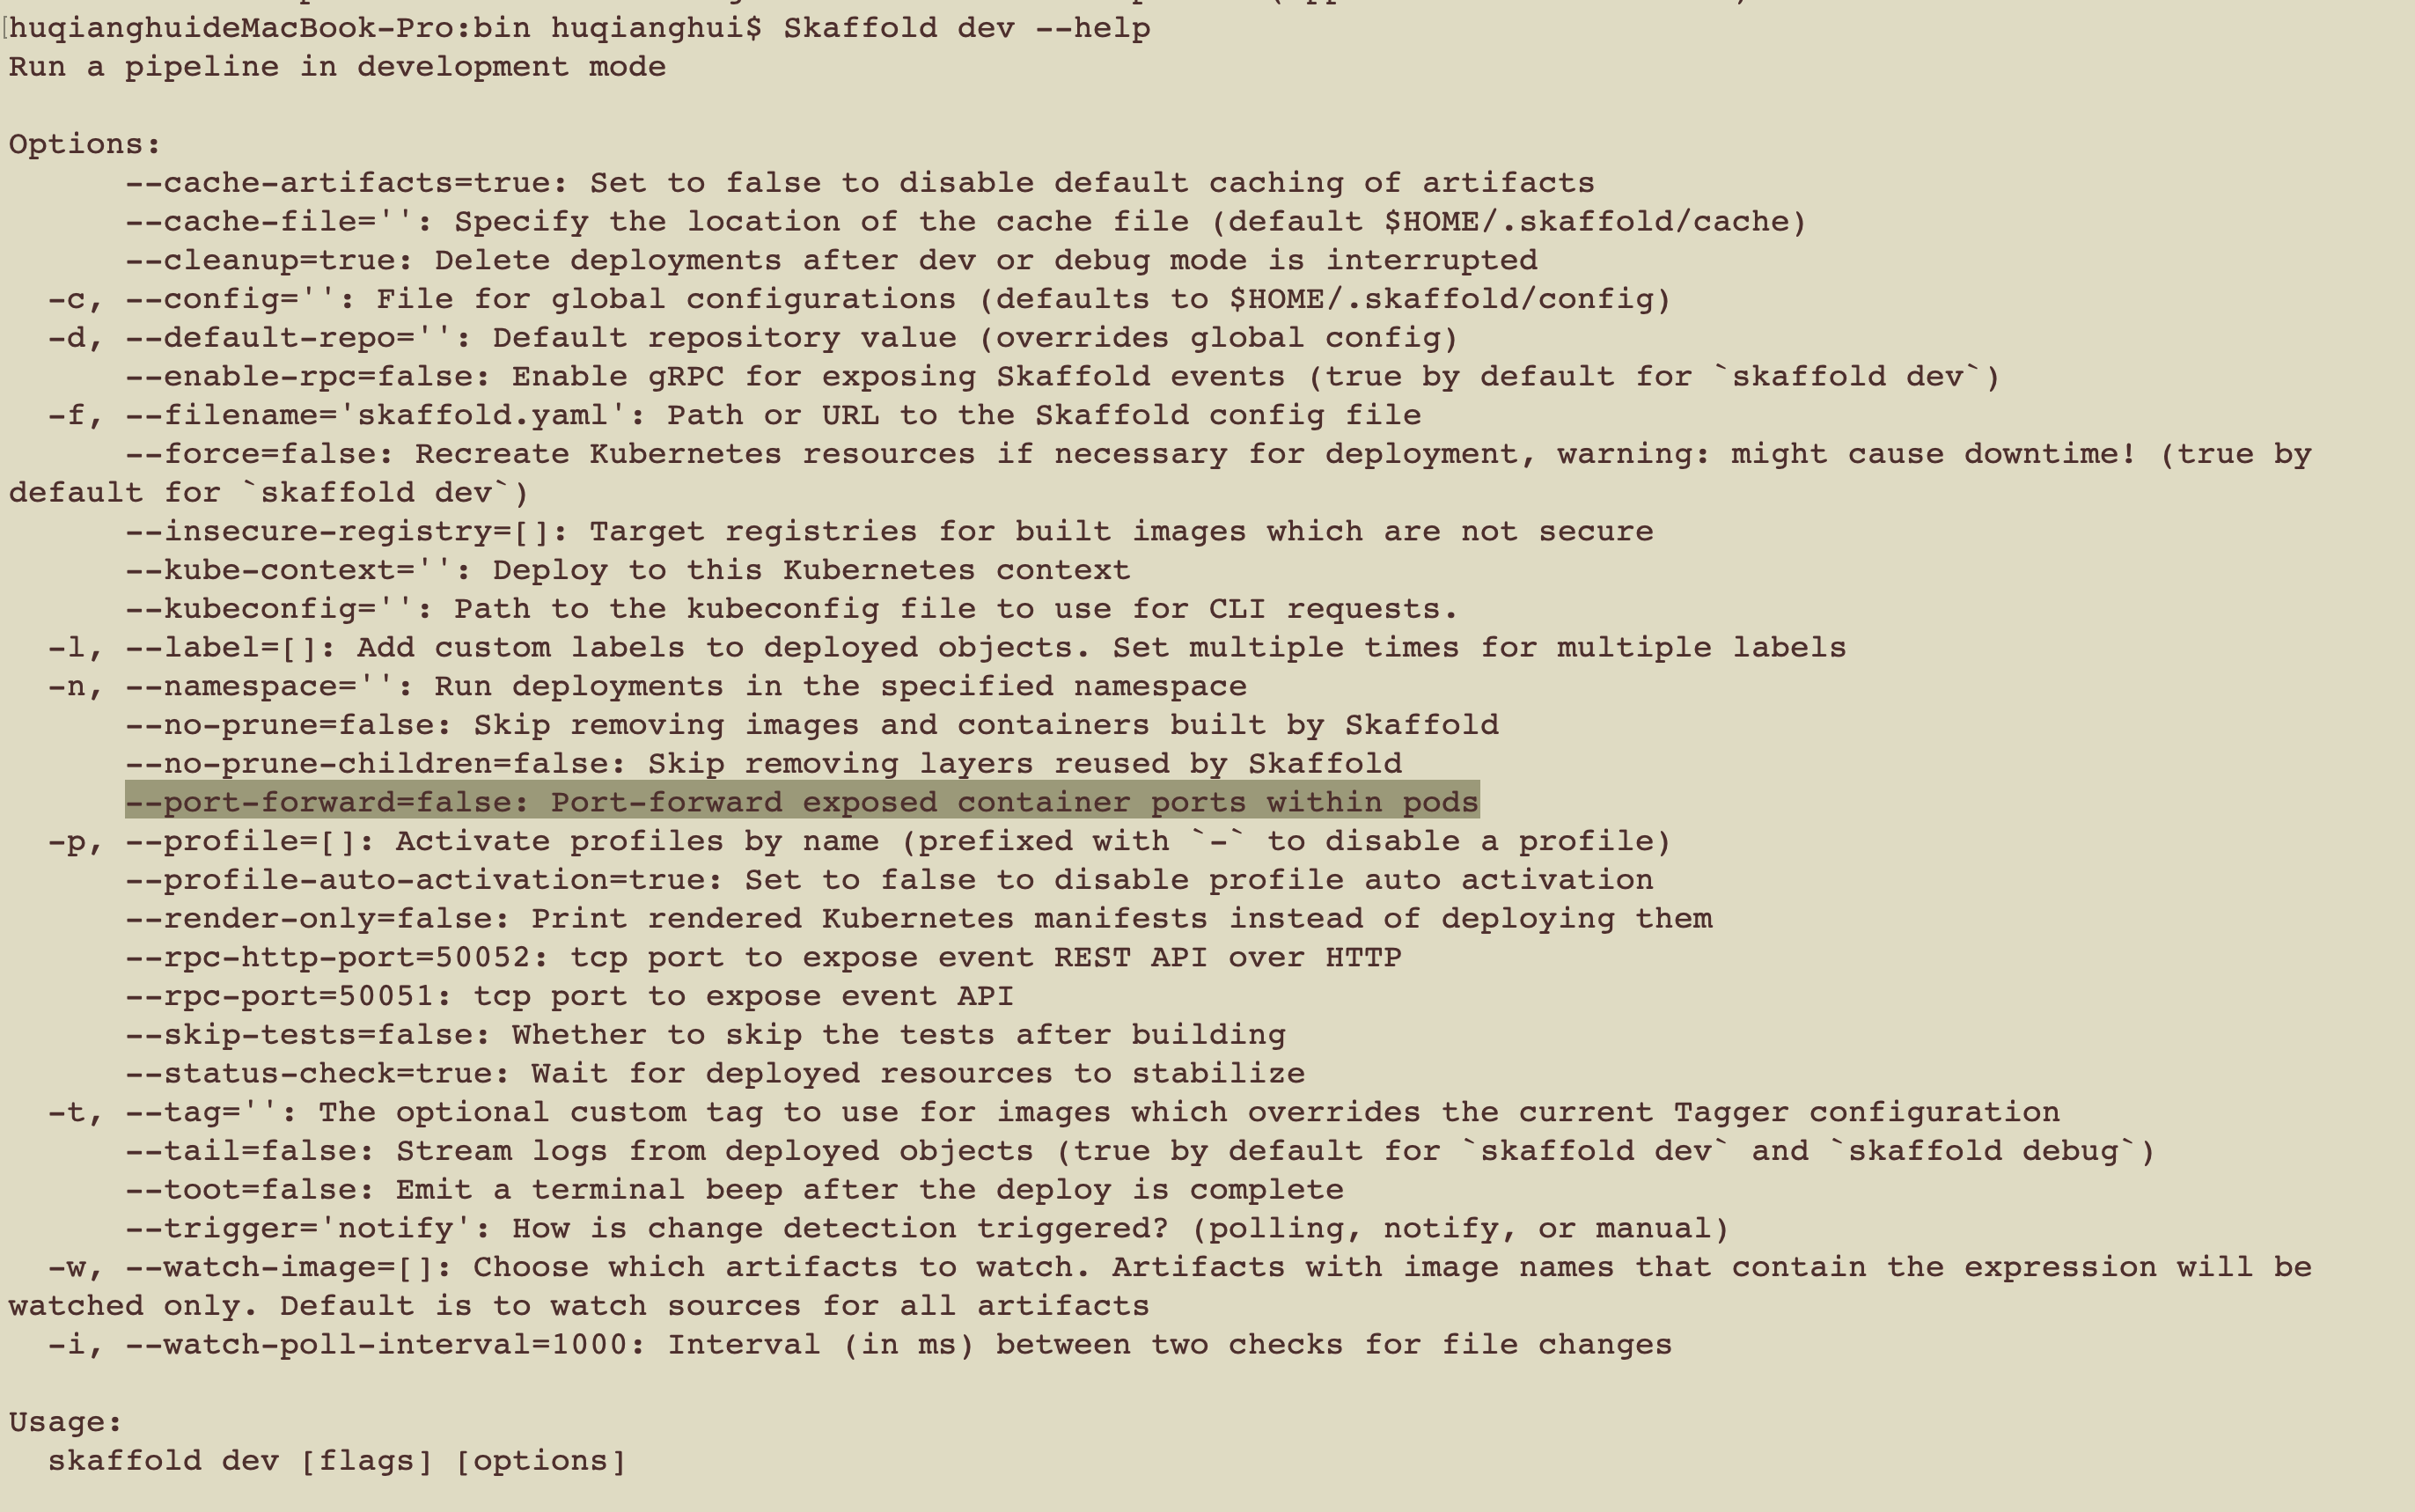 huqianghuideMacBook-Pro:bin huqianghui$ Skaffold dev --help
Run a pipeline in development mode

Options:
      --cache-artifacts=true: Set to false to disable default caching of artifacts
      --cache-file='': Specify the location of the cache file (default $HOME/.skaffold/cache)
      --cleanup=true: Delete deployments after dev or debug mode is interrupted
  -c, --config='': File for global configurations (defaults to $HOME/.skaffold/config)
  -d, --default-repo='': Default repository value (overrides global config)
      --enable-rpc=false: Enable gRPC for exposing Skaffold events (true by default for `skaffold dev`)
  -f, --filename='skaffold.yaml': Path or URL to the Skaffold config file
      --force=false: Recreate Kubernetes resources if necessary for deployment, warning: might cause downtime! (true by
default for `skaffold dev`)
      --insecure-registry=[]: Target registries for built images which are not secure
      --kube-context='': Deploy to this Kubernetes context
      --kubeconfig='': Path to the kubeconfig file to use for CLI requests.
  -l, --label=[]: Add custom labels to deployed objects. Set multiple times for multiple labels
  -n, --namespace='': Run deployments in the specified namespace
      --no-prune=false: Skip removing images and containers built by Skaffold
      --no-prune-children=false: Skip removing layers reused by Skaffold
      --port-forward=false: Port-forward exposed container ports within pods
  -p, --profile=[]: Activate profiles by name (prefixed with `-` to disable a profile)
      --profile-auto-activation=true: Set to false to disable profile auto activation
      --render-only=false: Print rendered Kubernetes manifests instead of deploying them
      --rpc-http-port=50052: tcp port to expose event REST API over HTTP
      --rpc-port=50051: tcp port to expose event API
      --skip-tests=false: Whether to skip the tests after building
      --status-check=true: Wait for deployed resources to stabilize
  -t, --tag='': The optional custom tag to use for images which overrides the current Tagger configuration
      --tail=false: Stream logs from deployed objects (true by default for `skaffold dev` and `skaffold debug`)
      --toot=false: Emit a terminal beep after the deploy is complete
      --trigger='notify': How is change detection triggered? (polling, notify, or manual)
  -w, --watch-image=[]: Choose which artifacts to watch. Artifacts with image names that contain the expression will be
watched only. Default is to watch sources for all artifacts
  -i, --watch-poll-interval=1000: Interval (in ms) between two checks for file changes

Usage:
  skaffold dev [flags] [options]